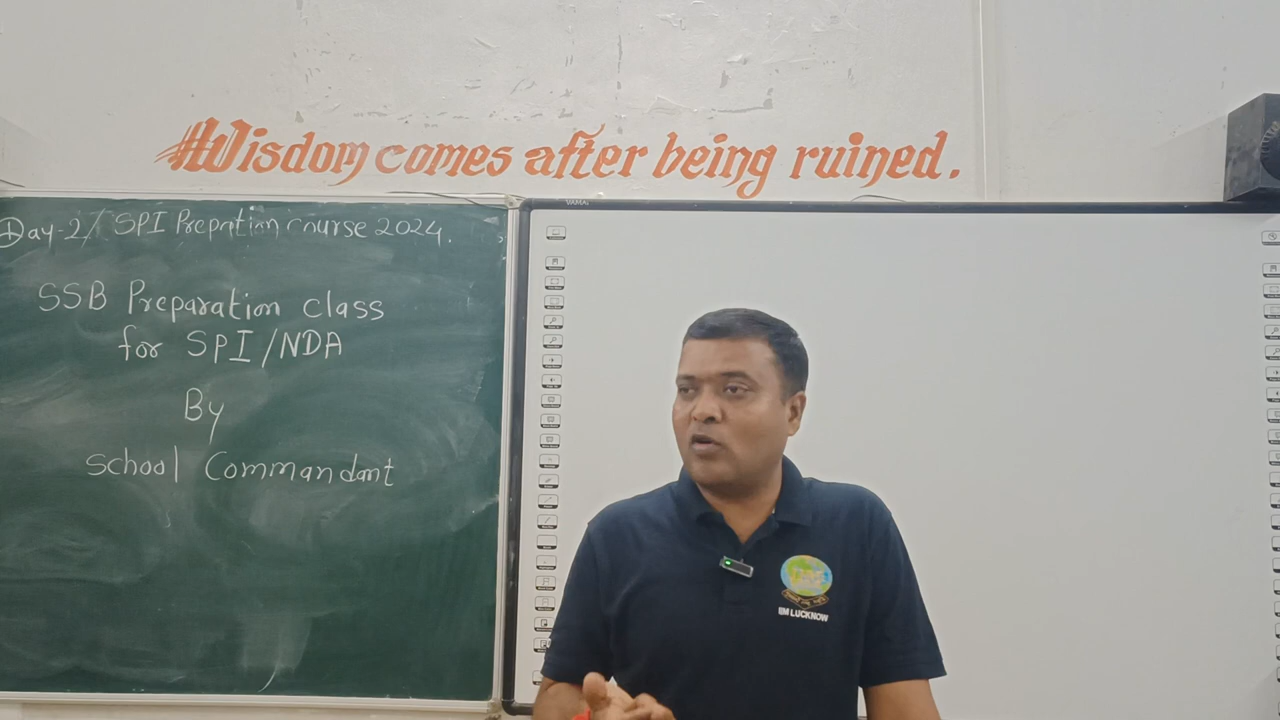 #Wisdom comes after being ruined.
Day-2/ SPI Prepation course 2024.
SSB Preparation class
for SPI/NDA
By
School Commandant
IIM LUCKNOW